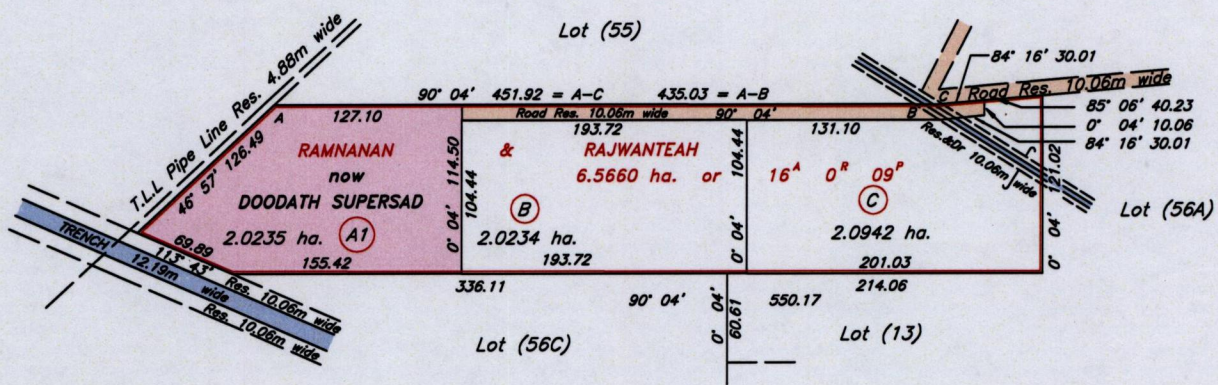 Lot (55)
84° 16' 30.01
T.L.L Pipe Line Res. 4.88m wide
90° 04' 451.92 = A-C 435.03 = A-B
C Road Res. 10.06m wide
A 127.10
Road Res. 10.06m wide 90° 04' B
85° 06' 40.23
0° 04' 10.06
84° 16' 30.01
193.72
131.10
46° 57' 126.49
RAMNANAN & RAJWANTEAH
now
6.5660 ha. or 16ᴬ 0ᴿ 09ᴾ
DOODATH SUPERSAD
2.0235 ha. A1
0° 04' 114.50
104.44
B
2.0234 ha.
0° 04' 104.44
C
2.0942 ha.
Res.&Dr 10.06m wide
0° 04' 121.02
Lot (56A)
TRENCH
12.19m wide
69.89
113° 43' Res. 10.06m wide
Res. 10.06m wide
155.42
193.72
201.03
336.11
90° 04' 550.17
214.06
0° 04' 60.61
Lot (56C)
Lot (13)